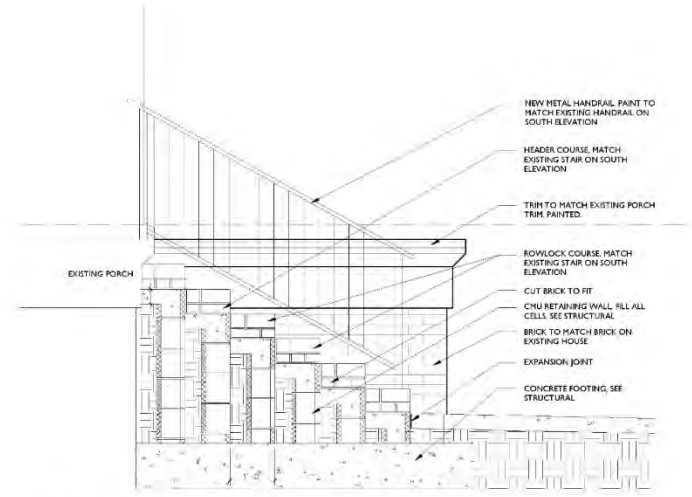 NEW METAL HANDRAIL. PAINT TO
MATCH EXISTING HANDRAIL ON
SOUTH ELEVATION
HEADER COURSE, MATCH
EXISTING STAIR ON SOUTH
ELEVATION
TRIM TO MATCH EXISTING PORCH
TRIM. PAINTED.
ROWLOCK COURSE, MATCH
EXISTING STAIR ON SOUTH
ELEVATION
EXISTING PORCH
CUT BRICK TO FIT
CMU RETAINING WALL, FILL ALL
CELLS, SEE STRUCTURAL
BRICK TO MATCH BRICK ON
EXISTING HOUSE
EXPANSION JOINT
CONCRETE FOOTING, SEE
STRUCTURAL